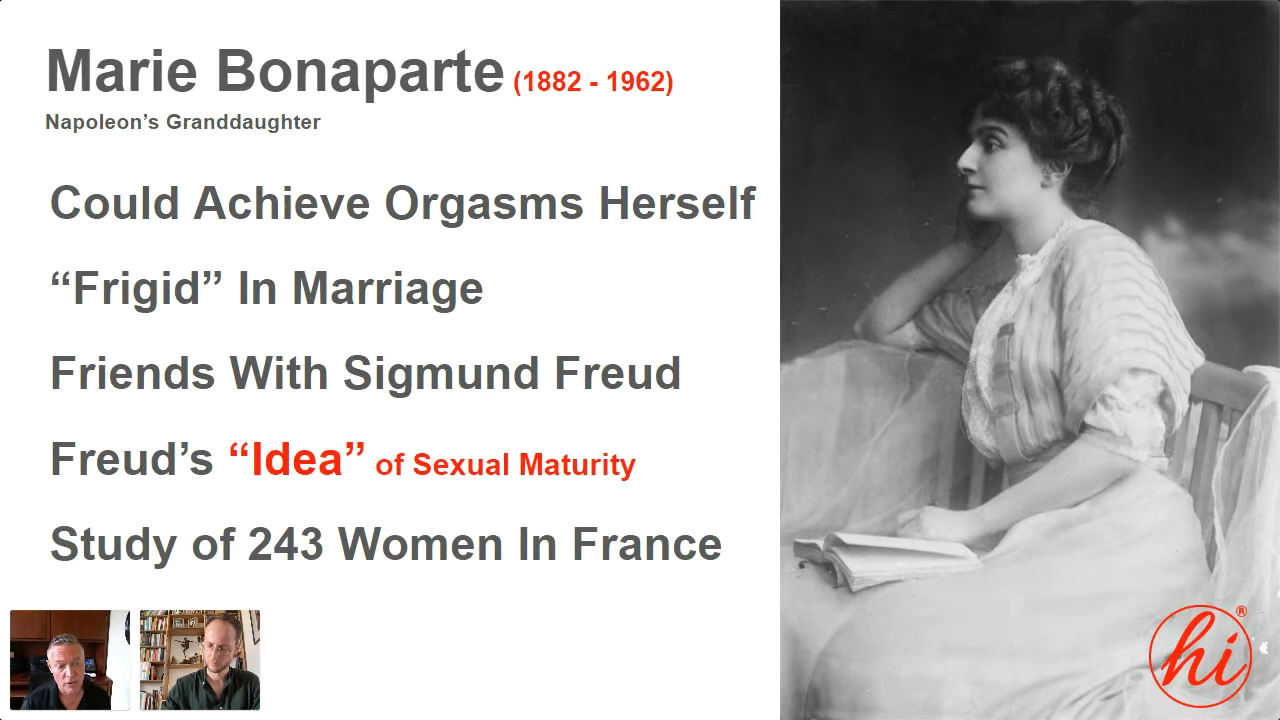 Marie Bonaparte (1882 - 1962)
Napoleon’s Granddaughter
Could Achieve Orgasms Herself
“Frigid” In Marriage
Friends With Sigmund Freud
Freud’s “Idea” of Sexual Maturity
Study of 243 Women In France
hi®